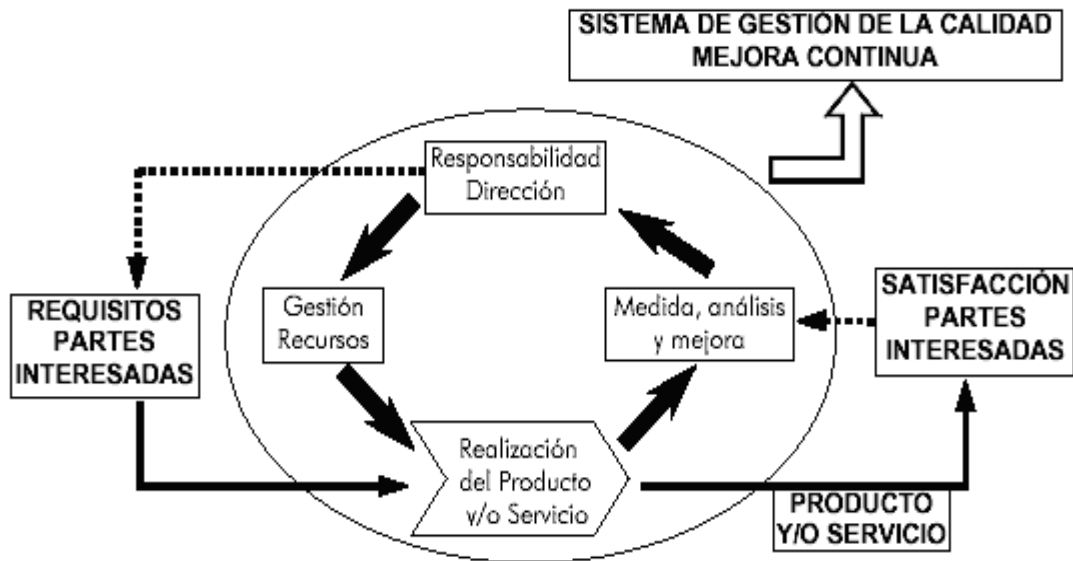 SISTEMA DE GESTIÓN DE LA CALIDAD
MEJORA CONTINUA
Responsabilidad
Dirección
REQUISITOS
PARTES
INTERESADAS
Gestión
Recursos
Medida, análisis
y mejora
SATISFACCIÓN
PARTES
INTERESADAS
Realización
del Producto
y/o Servicio
PRODUCTO
Y/O SERVICIO